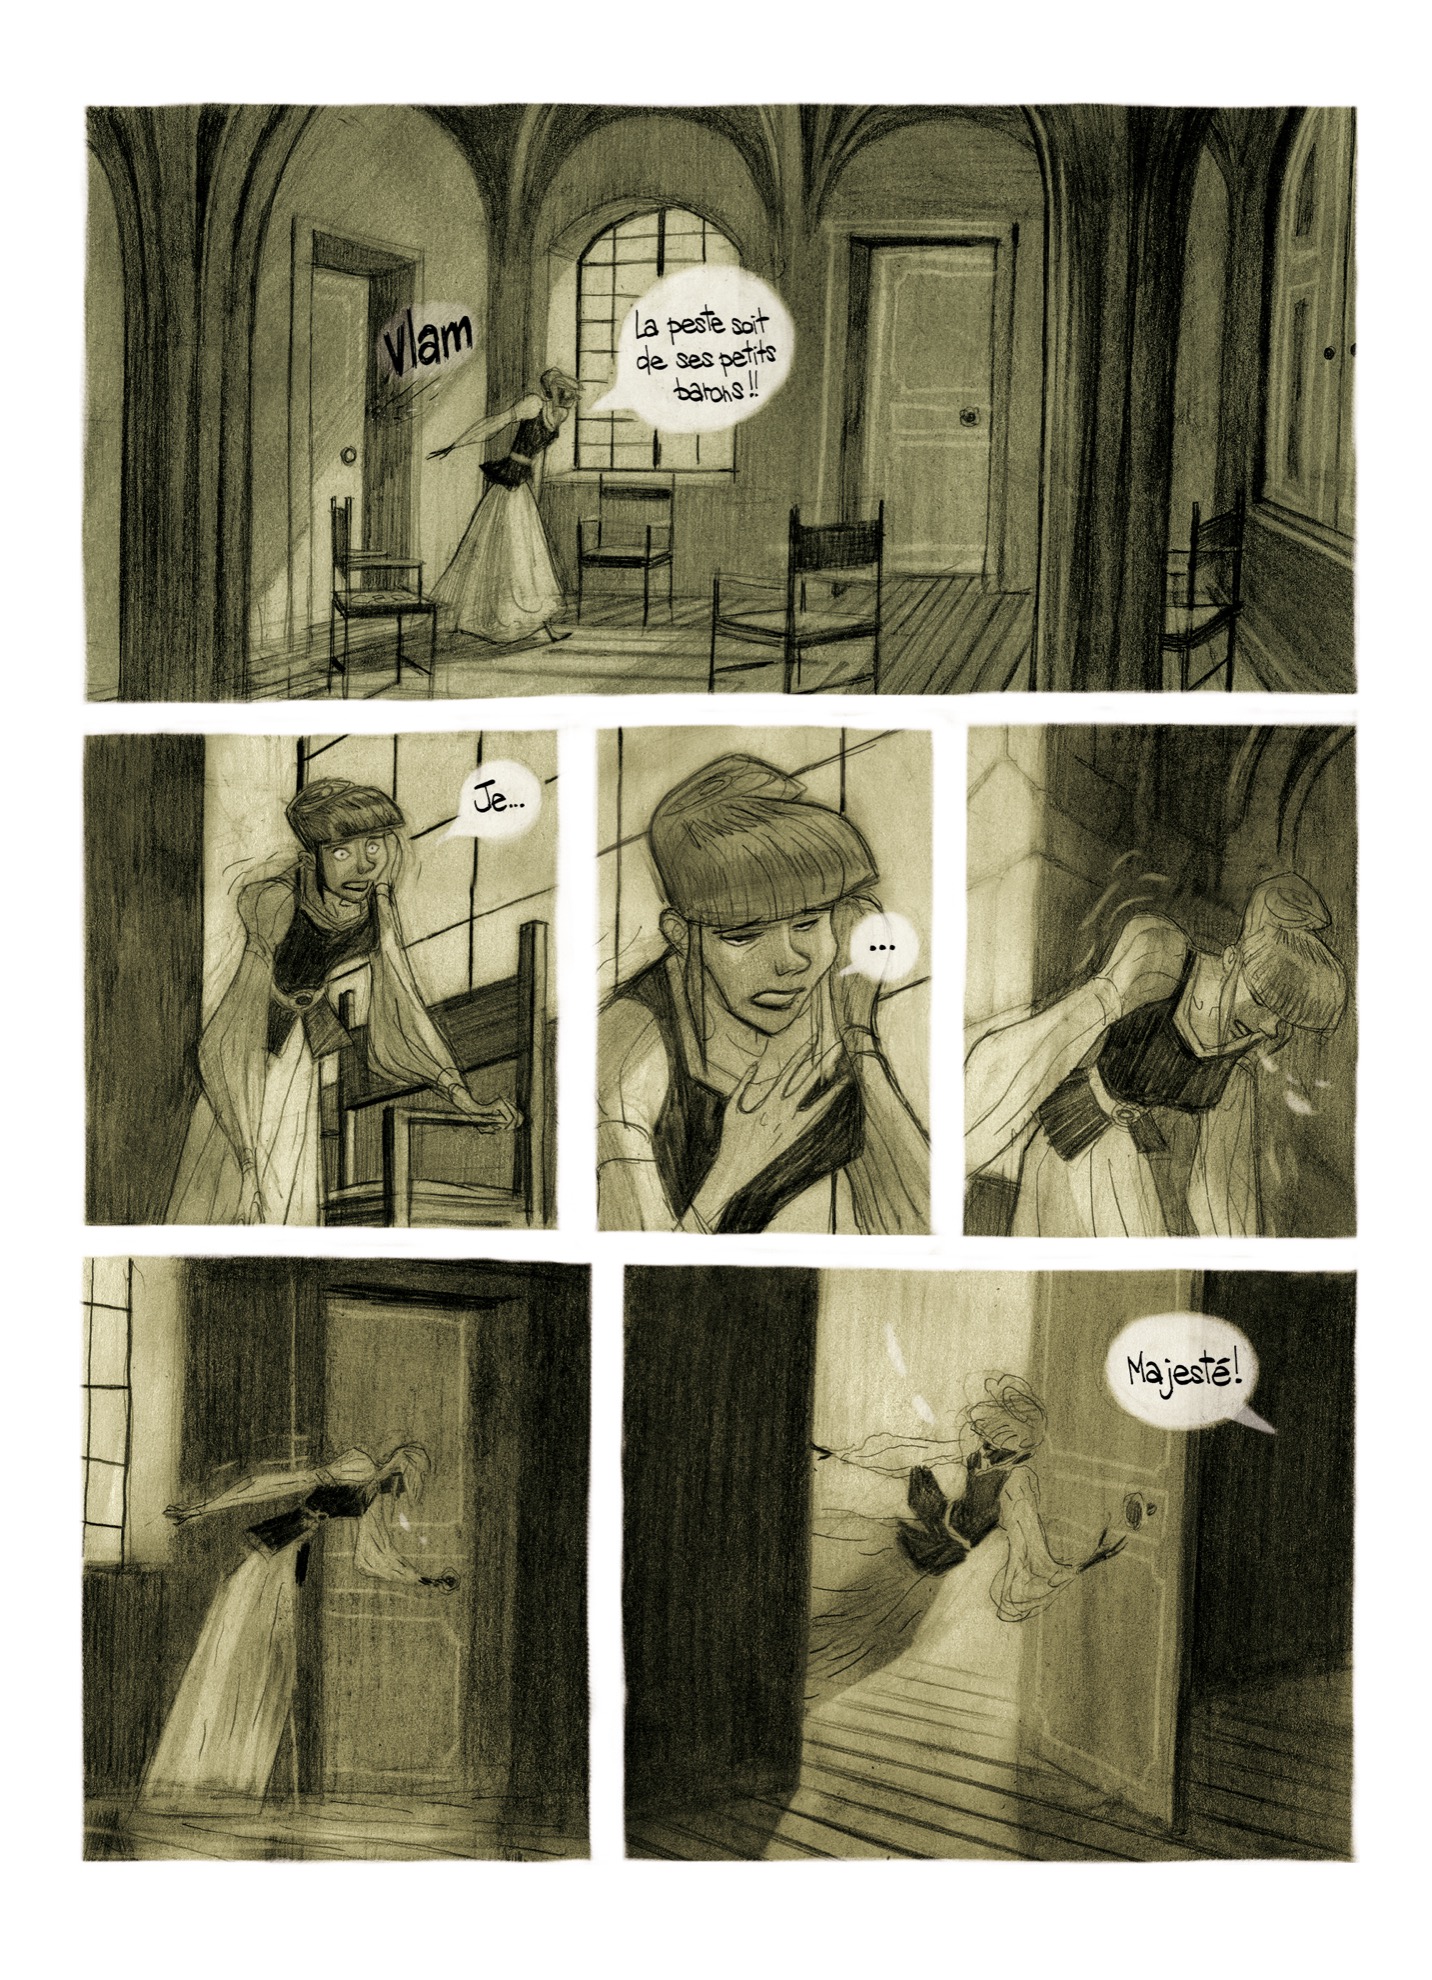 Vlam
La peste soit
de ses petits
barons!!
Je...
...
Majesté!